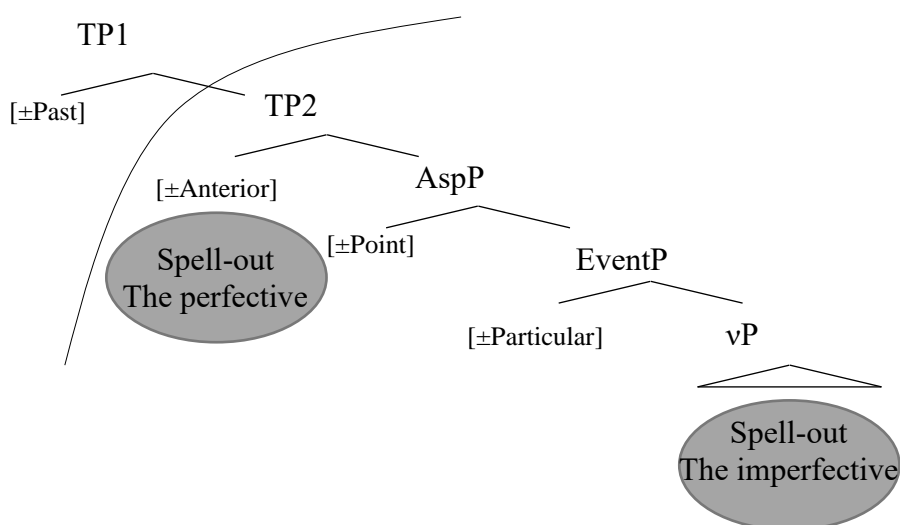 TP1
[±Past]
TP2
[±Anterior]
AspP
[±Point]
Spell-out
The perfective
EventP
[±Particular]
νP
Spell-out
The imperfective